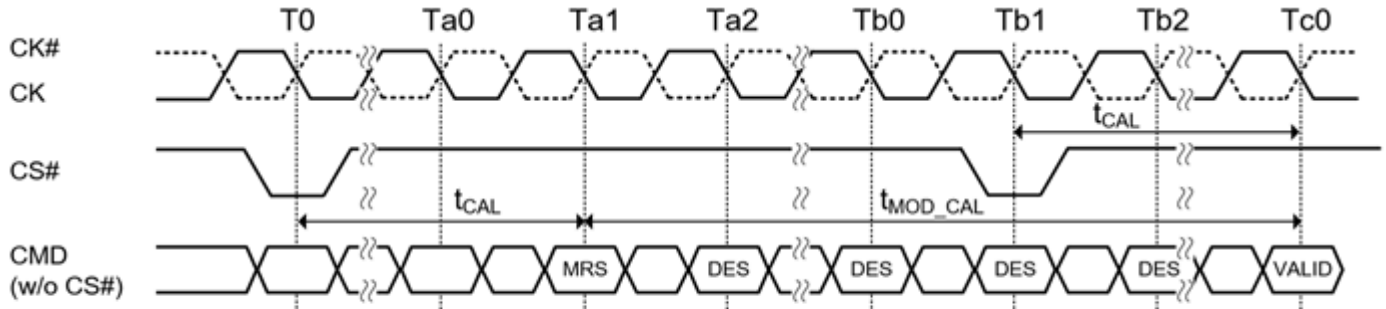 T0 Ta0 Ta1 Ta2 Tb0 Tb1 Tb2 Tc0
CK#
CK
tCAL
CS#
tCAL tMOD_CAL
CMD MRS DES DES DES DES VALID
(w/o CS#)